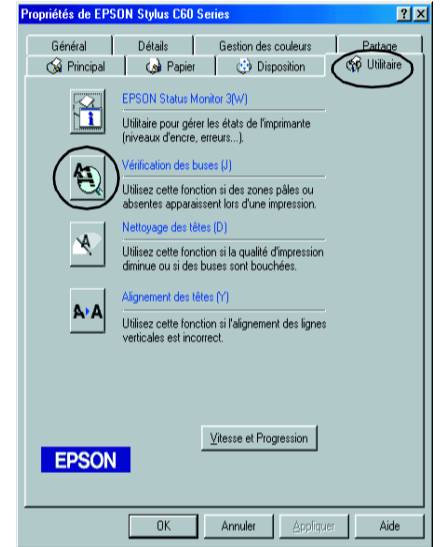 Propriétés de EPSON Stylus C60 Series
Général Détails Gestion des couleurs Partage
Principal Papier Disposition Utilitaire
EPSON Status Monitor 3(W)
Utilitaire pour gérer les états de l'imprimante
(niveaux d'encre, erreurs...).
Vérification des buses (J)
Utilisez cette fonction si des zones pâles ou
absentes apparaissent lors d'une impression.
Nettoyage des têtes (D)
Utilisez cette fonction si la qualité d'impression
diminue ou si des buses sont bouchées.
Alignement des têtes (Y)
Utilisez cette fonction si l'alignement des lignes
verticales est incorrect.
Vitesse et Progression
EPSON
OK Annuler Appliquer Aide